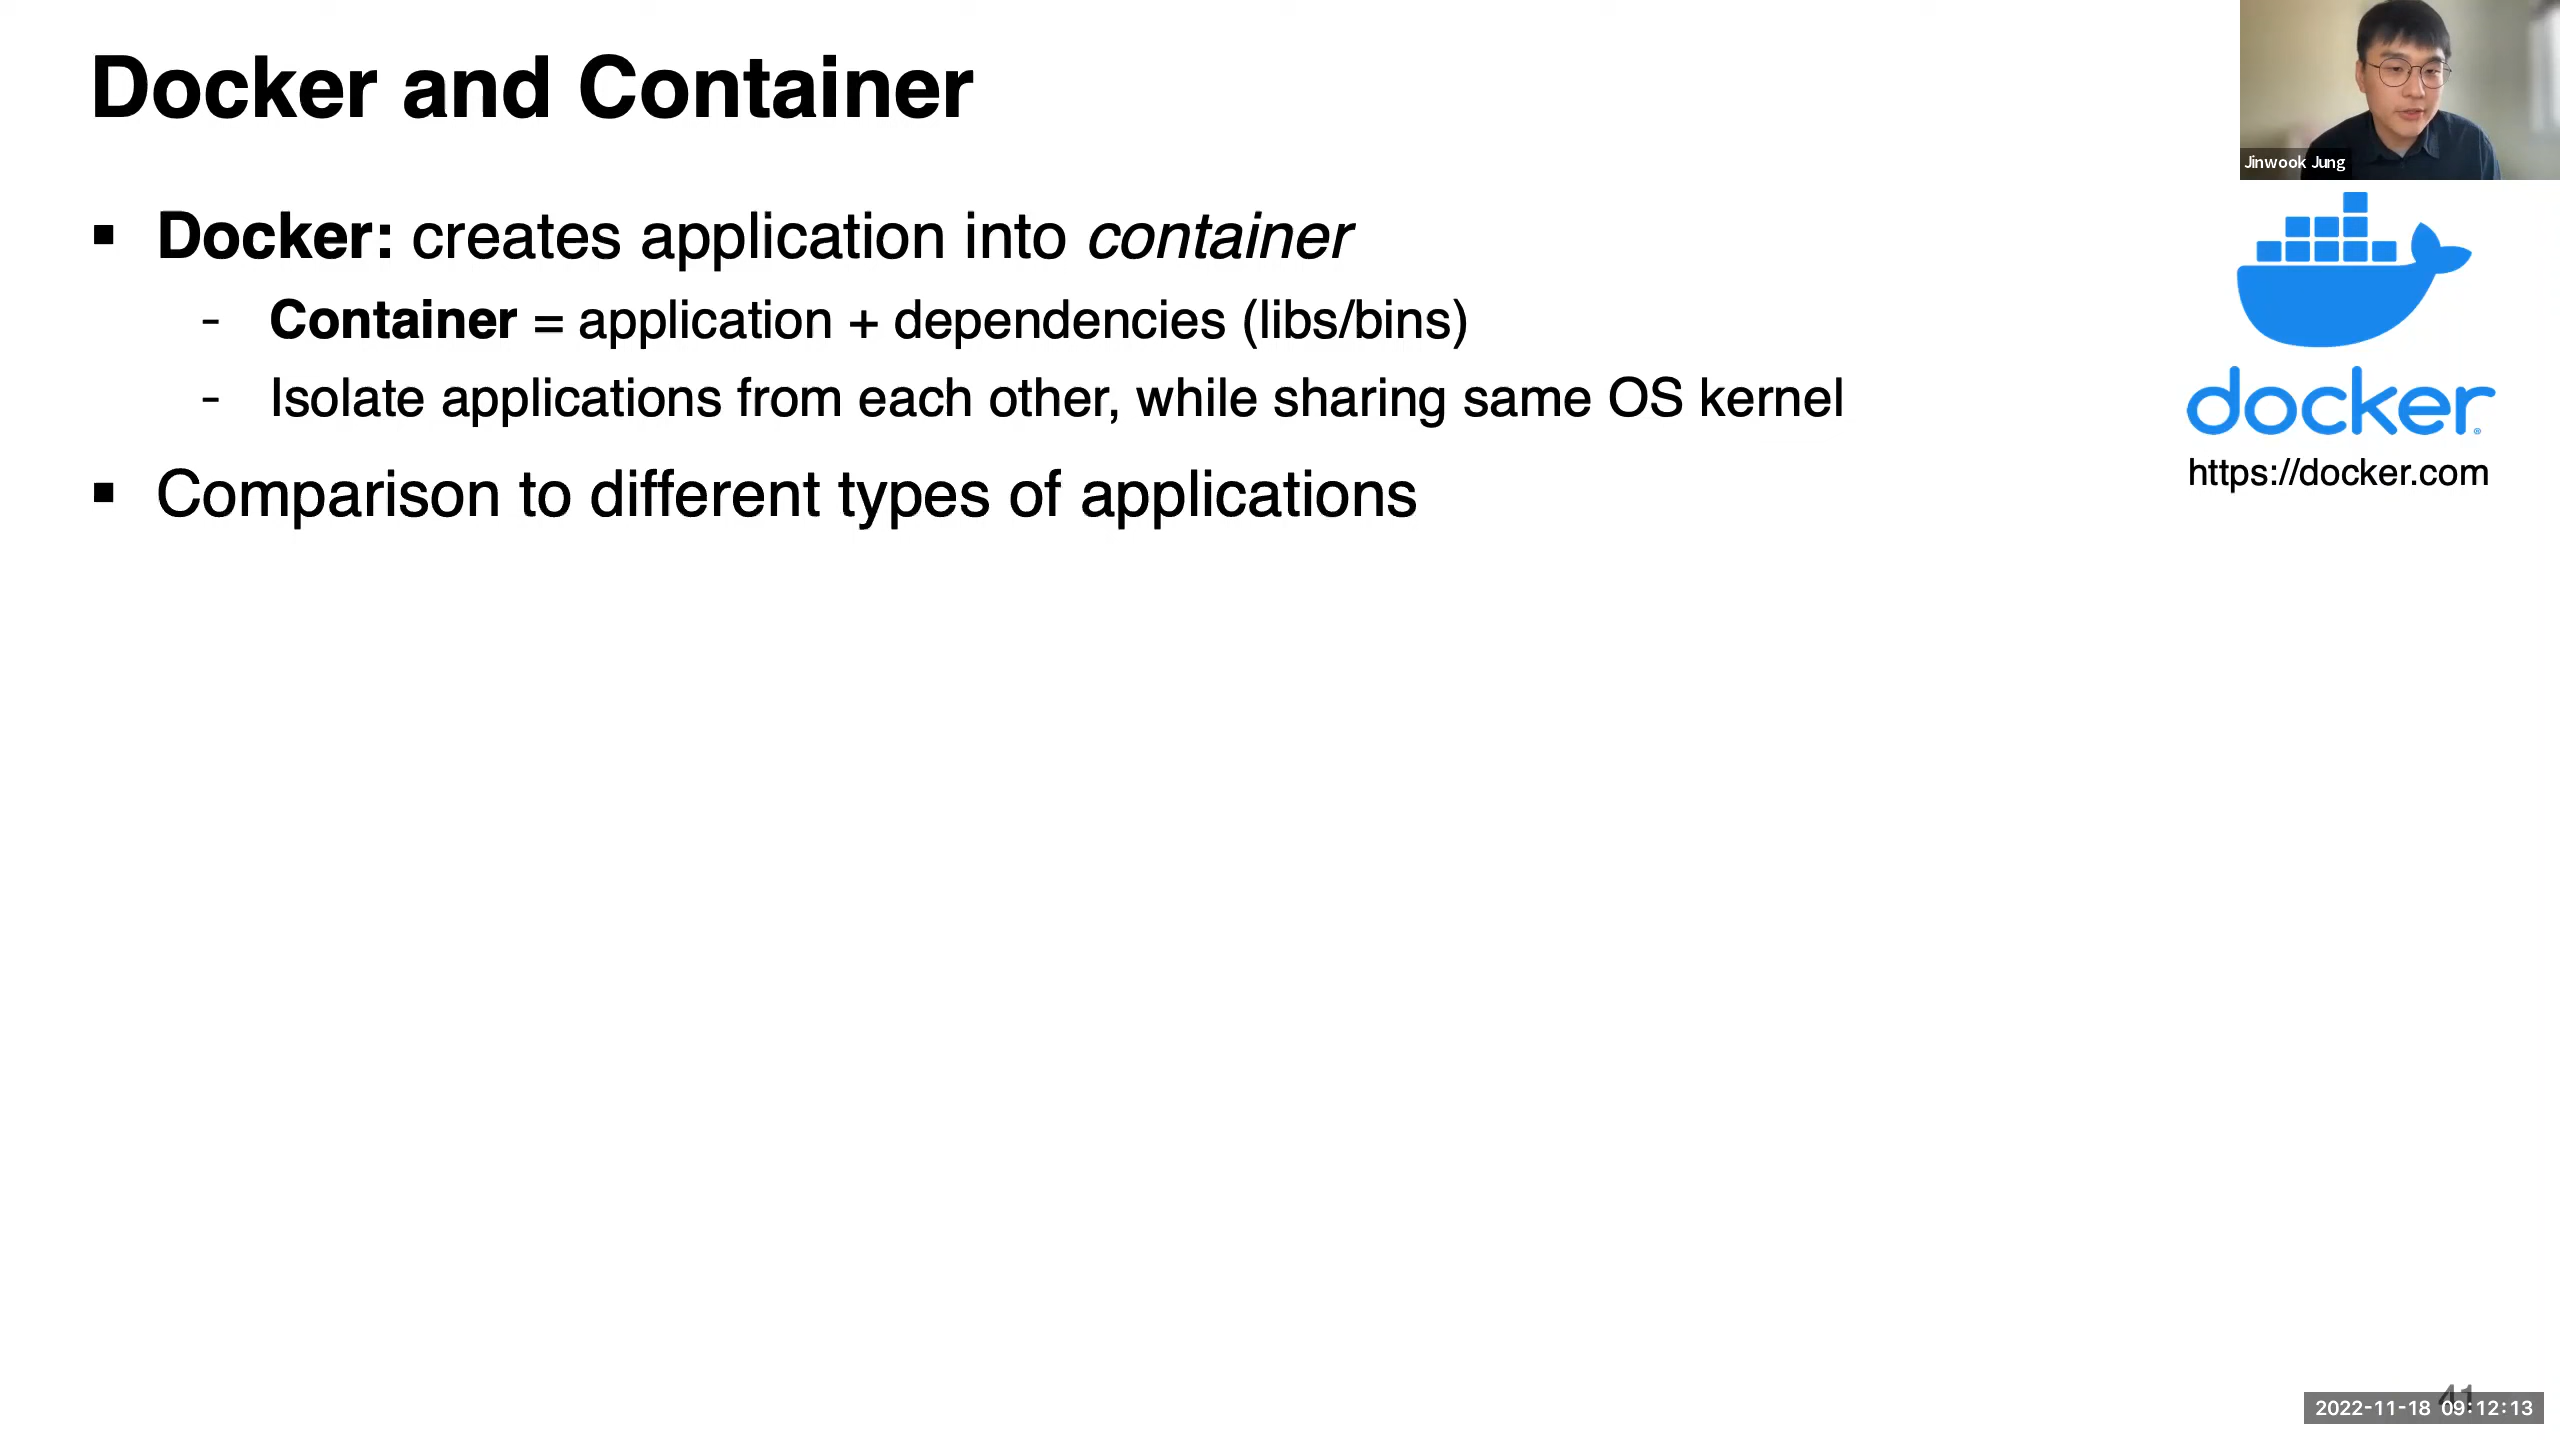 Docker and Container
Jinwook Jung
▪ Docker: creates application into container
- Container = application + dependencies (libs/bins)
- Isolate applications from each other, while sharing same OS kernel
docker
https://docker.com
▪ Comparison to different types of applications
41
2022-11-18 09:12:13